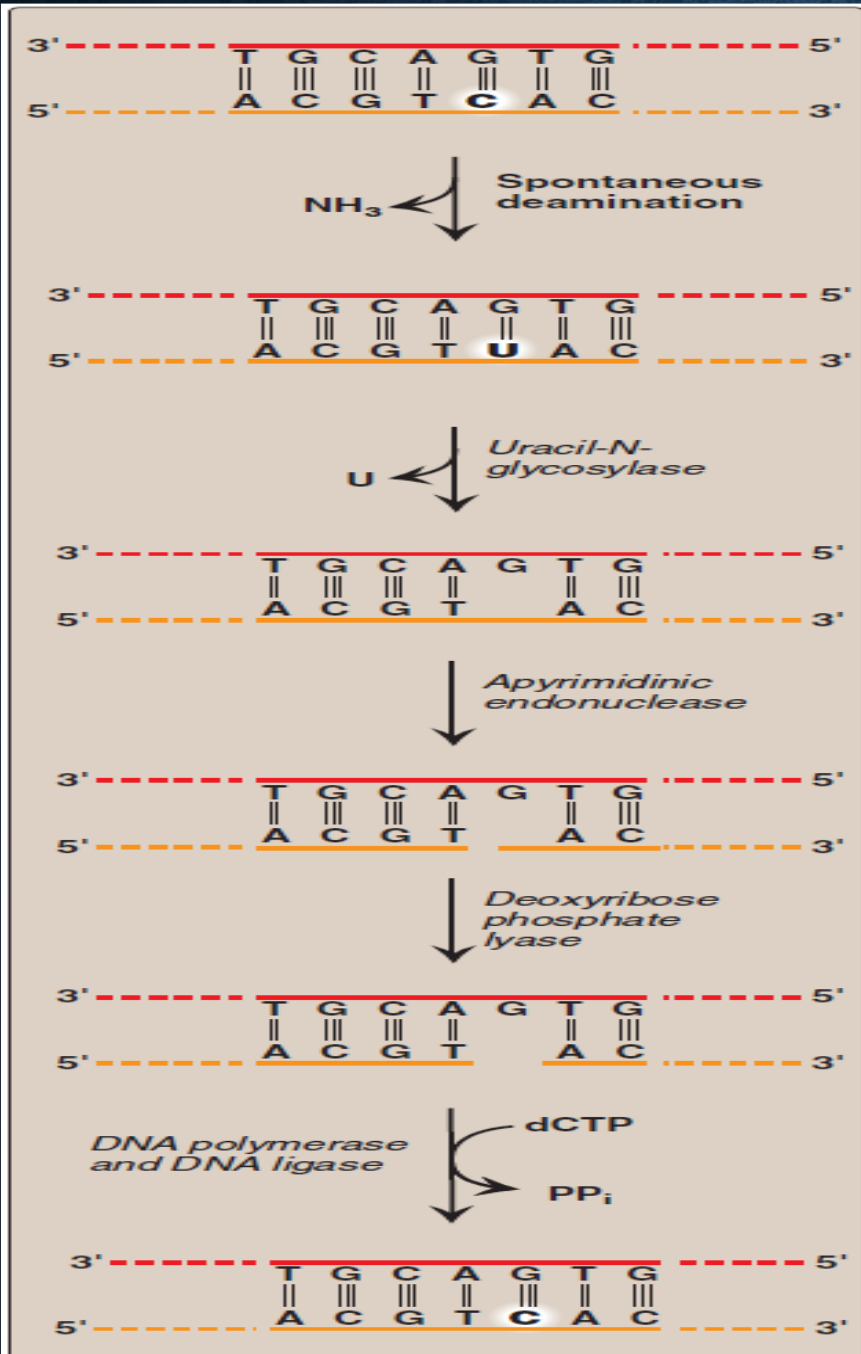 3' T G C A G T G 5'
5' A C G T C A C 3'
NH₃ Spontaneous
deamination
3' T G C A G T G 5'
5' A C G T U A C 3'
U Uracil-N-
glycosylase
3' T G C A G T G 5'
5' A C G T A C 3'
Apyrimidinic
endonuclease
3' T G C A G T G 5'
5' A C G T A C 3'
Deoxyribose
phosphate
lyase
3' T G C A G T G 5'
5' A C G T A C 3'
DNA polymerase
and DNA ligase
dCTP
PPᵢ
3' T G C A G T G 5'
5' A C G T C A C 3'